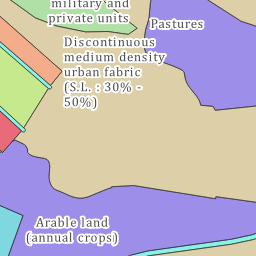 military and
private units
Pastures
Discontinuous
medium density
urban fabric
(S.L. : 30% -
50%)
Arable land
(annual crops)